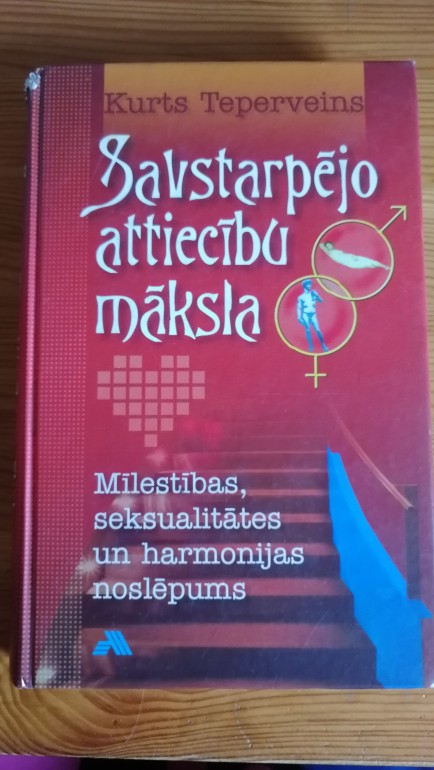 Kurts Teperveins
Savstarpējo
attiecību
māksla
Mīlestības,
seksualitātes
un harmonijas
noslēpums